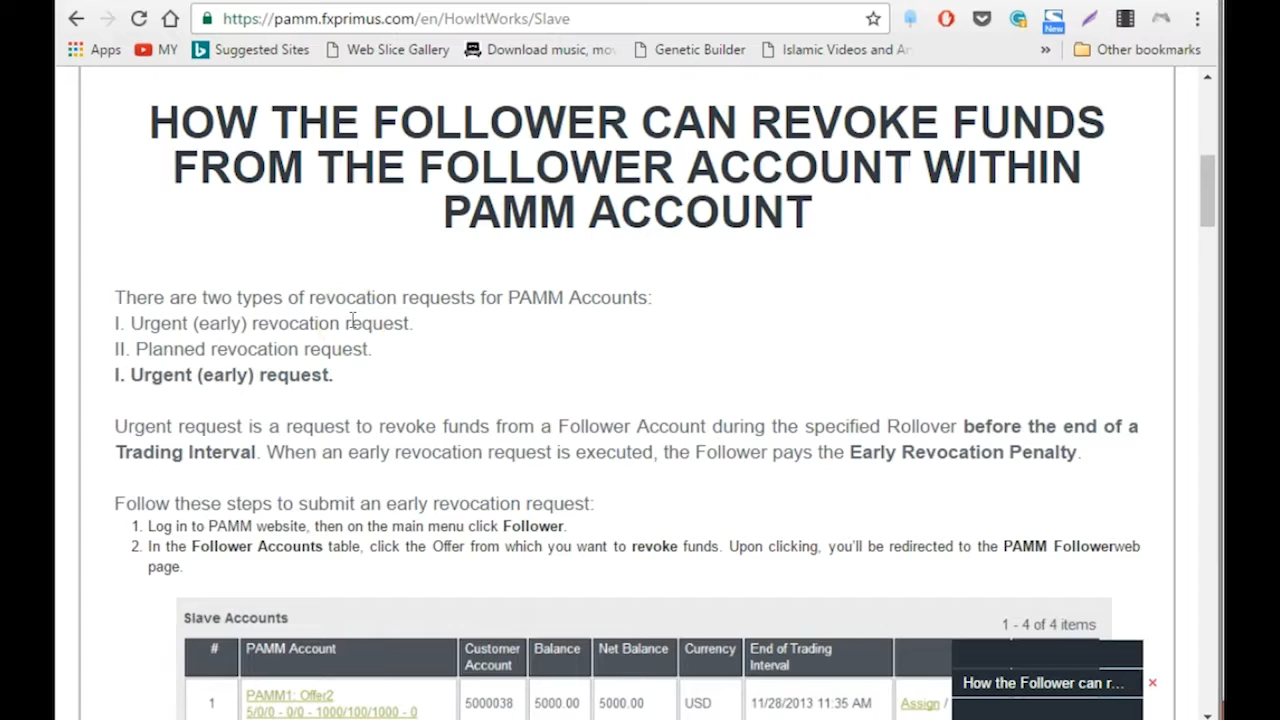 https://pamm.fxprimus.com/en/HowItWorks/Slave
New
Apps MY Suggested Sites Web Slice Gallery Download music, mov Genetic Builder Islamic Videos and An » Other bookmarks
HOW THE FOLLOWER CAN REVOKE FUNDS
FROM THE FOLLOWER ACCOUNT WITHIN
PAMM ACCOUNT
There are two types of revocation requests for PAMM Accounts:
I. Urgent (early) revocation request.
II. Planned revocation request.
I. Urgent (early) request.
Urgent request is a request to revoke funds from a Follower Account during the specified Rollover before the end of a
Trading Interval. When an early revocation request is executed, the Follower pays the Early Revocation Penalty.
Follow these steps to submit an early revocation request:
1. Log in to PAMM website, then on the main menu click Follower.
2. In the Follower Accounts table, click the Offer from which you want to revoke funds. Upon clicking, you'll be redirected to the PAMM Followerweb
page.
Slave Accounts
1 - 4 of 4 items
# PAMM Account Customer Account Balance Net Balance Currency End of Trading Interval
How the Follower can r...
1 PAMM1: Offer2 5000038 5000.00 5000.00 USD 11/28/2013 11:35 AM Assign /
5/0/0 - 0/0 - 1000/100/1000 - 0